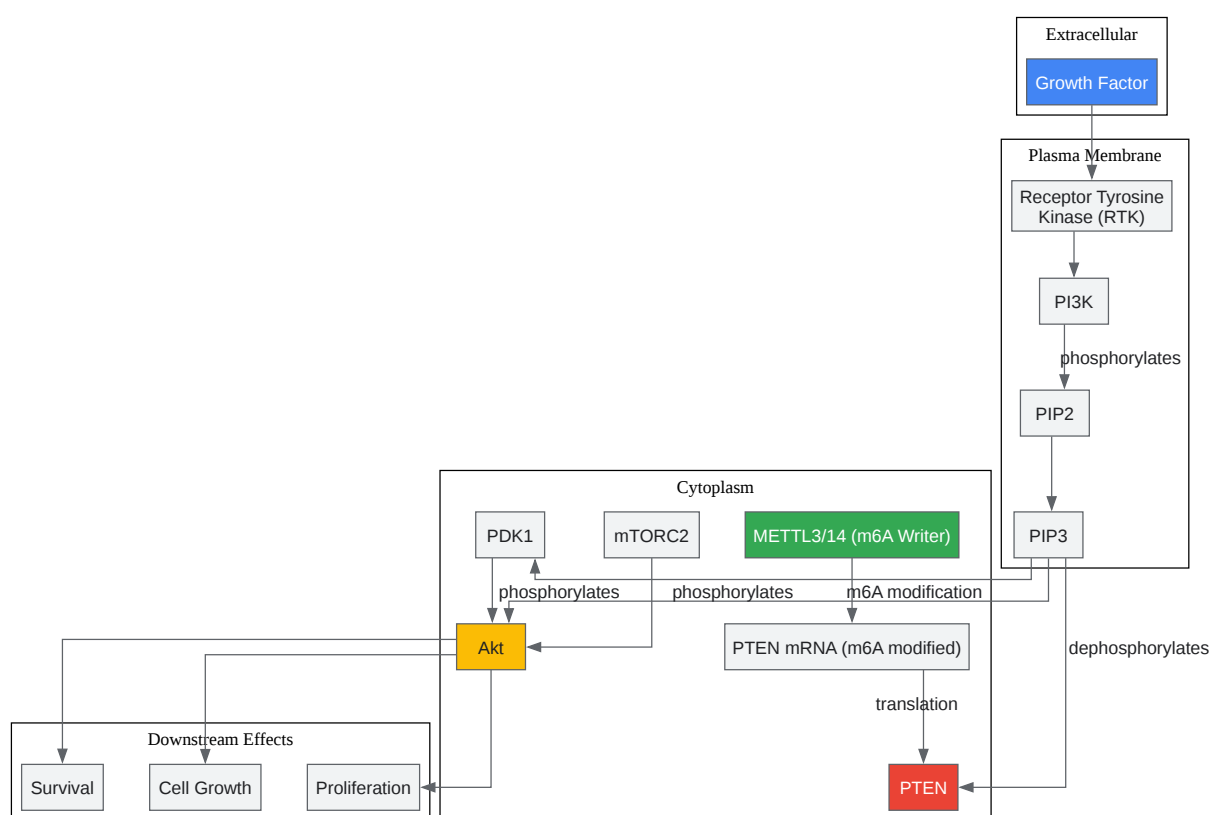 Extracellular
Growth Factor
Plasma Membrane
Receptor Tyrosine
Kinase (RTK)
PI3K
phosphorylates
PIP2
Cytoplasm
PDK1
mTORC2
METTL3/14 (m6A Writer)
PIP3
phosphorylates
phosphorylates
m6A modification
Akt
PTEN mRNA (m6A modified)
dephosphorylates
translation
Downstream Effects
Survival
Cell Growth
Proliferation
PTEN